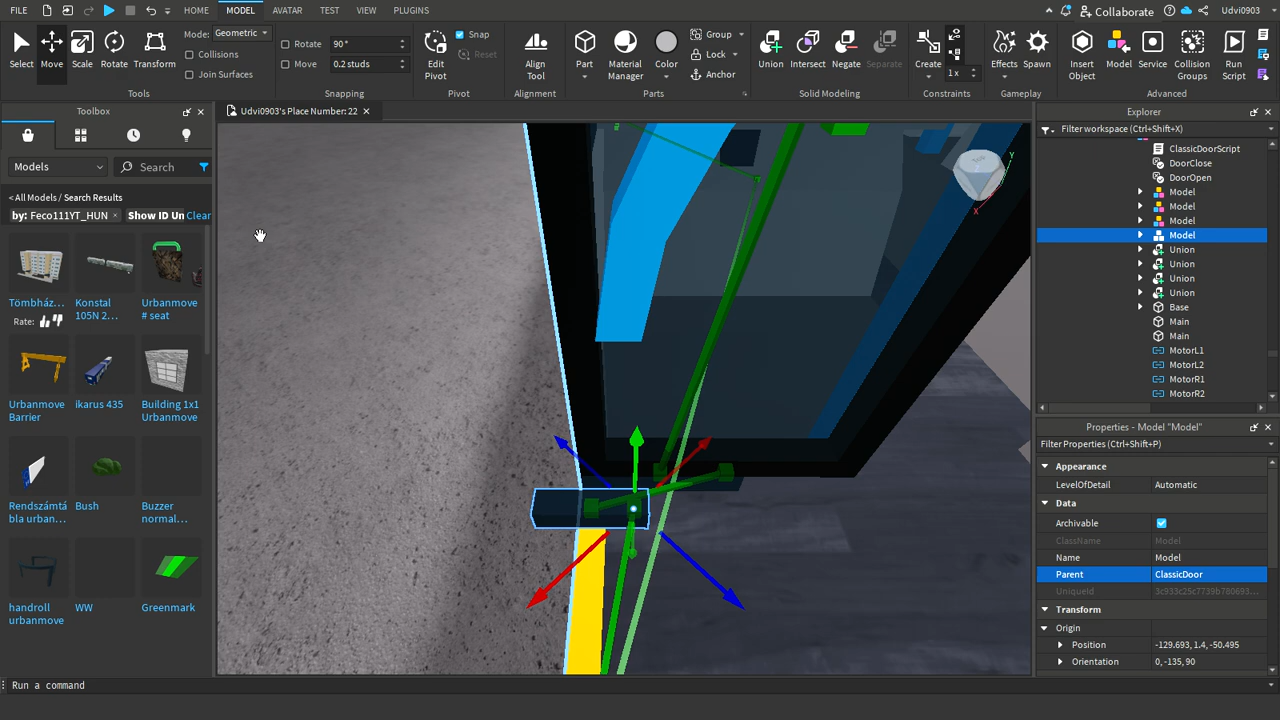 FILE HOME MODEL AVATAR TEST VIEW PLUGINS Collaborate Udvi0903
Select Move Scale Rotate Transform
Mode: Geometric
Collisions
Join Surfaces
Tools
Rotate 90°
Move 0.2 studs
Snapping
Edit Pivot
Snap
Reset
Pivot
Align Tool
Alignment
Part Material Manager Color
Group
Lock
Anchor
Parts
Union Intersect Negate Separate
Solid Modeling
Create
1 x
Constraints
Effects Spawn
Gameplay
Insert Object Model Service Collision Groups Run Script
Advanced
Toolbox
Models Search
< All Models / Search Results
by: Feco111YT_HUN Show ID Un Clear
Tömbház... Konstal 105N 2... Urbanmove # seat
Rate:
Urbanmove Barrier ikarus 435 Building 1x1 Urbanmove
Rendszámtábla urban... Bush Buzzer normal...
handroll urbanmove WW Greenmark
Udvi0903's Place Number: 22
Y
X
Explorer
Filter workspace (Ctrl+Shift+X)
ClassicDoorScript
DoorClose
DoorOpen
Model
Model
Model
Model
Union
Union
Union
Union
Base
Main
Main
MotorL1
MotorL2
MotorR1
MotorR2
Properties - Model "Model"
Filter Properties (Ctrl+Shift+P)
Appearance
LevelOfDetail Automatic
Data
Archivable
ClassName Model
Name Model
Parent ClassicDoor
UniqueId 3c933c25c7739b780693...
Transform
Origin
Position -129.693, 1.4, -50.495
Orientation 0, -135, 90
Run a command